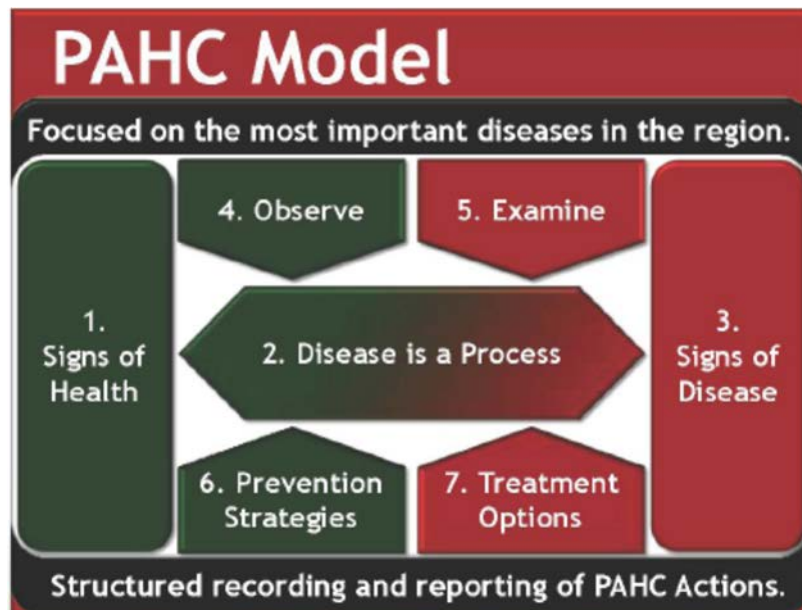 PAHC Model
Focused on the most important diseases in the region.
4. Observe
5. Examine
1.
Signs of
Health
2. Disease is a Process
3.
Signs of
Disease
6. Prevention
Strategies
7. Treatment
Options
Structured recording and reporting of PAHC Actions.